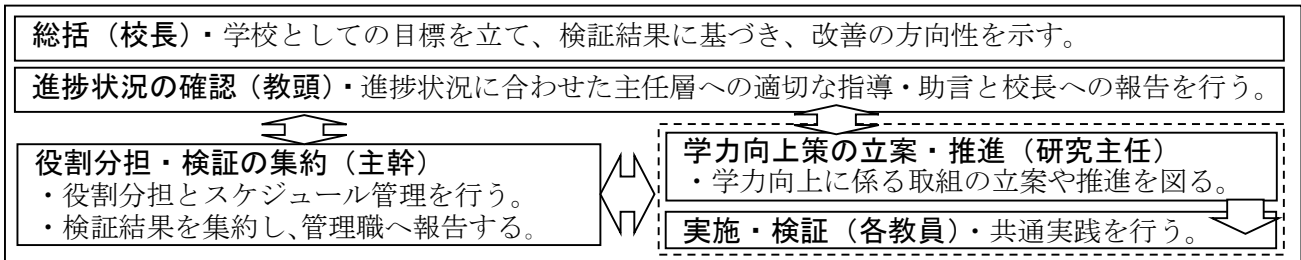 総括（校長）・学校としての目標を立て、検証結果に基づき、改善の方向性を示す。
進捗状況の確認（教頭）・進捗状況に合わせた主任層への適切な指導・助言と校長への報告を行う。
役割分担・検証の集約（主幹）
・役割分担とスケジュール管理を行う。
・検証結果を集約し、管理職へ報告する。
学力向上策の立案・推進（研究主任）
・学力向上に係る取組の立案や推進を図る。
実施・検証（各教員）・共通実践を行う。